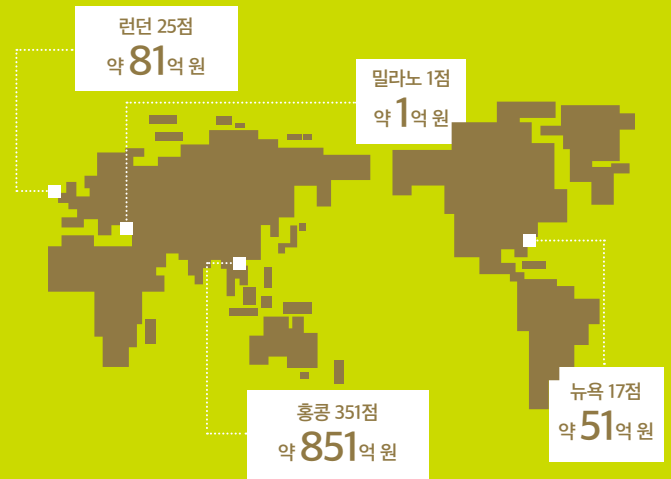 런던 25점
약 81억 원
밀라노 1점
약 1억 원
홍콩 351점
약 851억 원
뉴욕 17점
약 51억 원